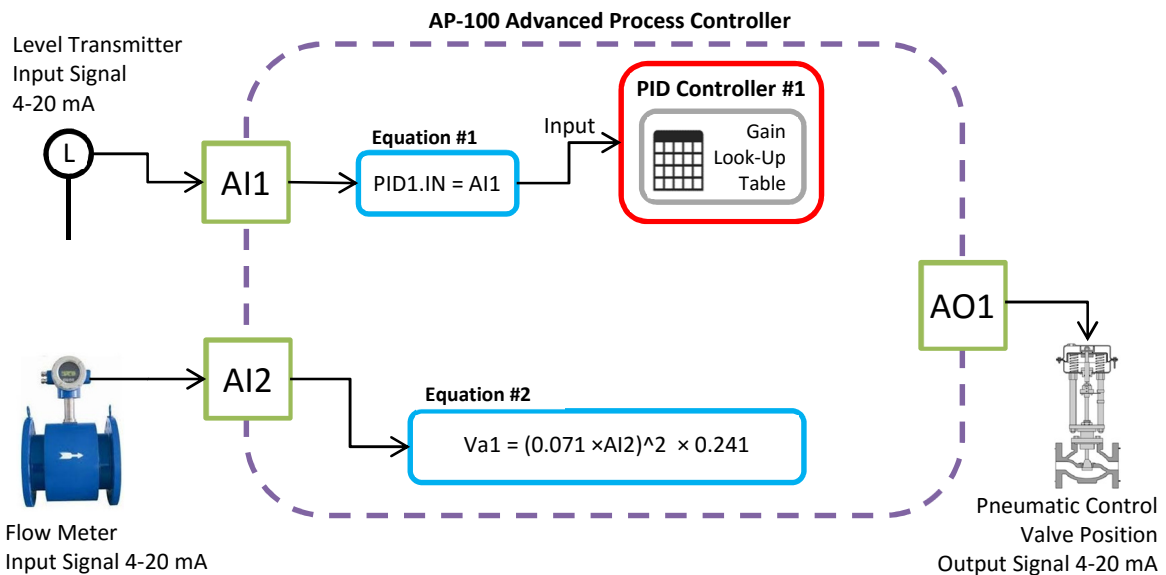 AP-100 Advanced Process Controller
Level Transmitter
Input Signal
4-20 mA
L
AI1
Equation #1
PID1.IN = AI1
Input
PID Controller #1
Gain
Look-Up
Table
AO1
AI2
Equation #2
Va1 = (0.071 ×AI2)^2 × 0.241
Flow Meter
Input Signal 4-20 mA
Pneumatic Control
Valve Position
Output Signal 4-20 mA